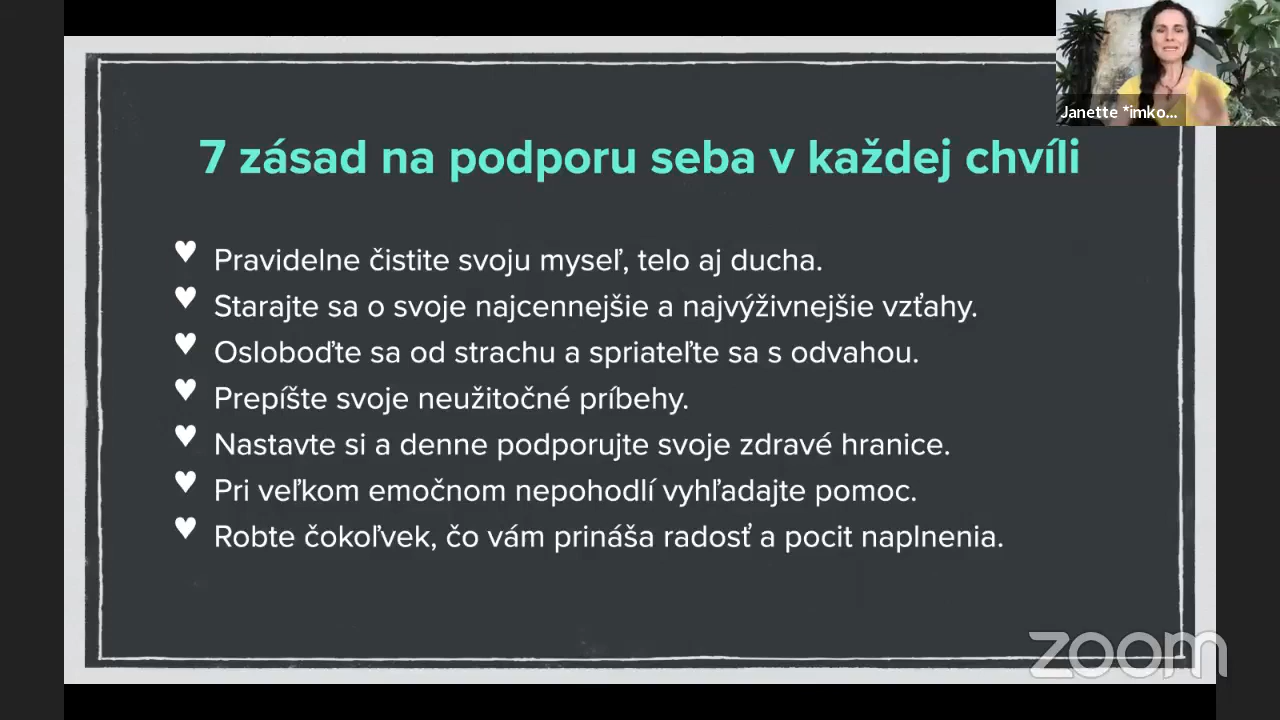 Janette *imko...
7 zásad na podporu seba v každej chvíli
♥ Pravidelne čistite svoju myseľ, telo aj ducha.
♥ Starajte sa o svoje najcennejšie a najvýživnejšie vzťahy.
♥ Osloboďte sa od strachu a spriateľte sa s odvahou.
♥ Prepíšte svoje neužitočné príbehy.
♥ Nastavte si a denne podporujte svoje zdravé hranice.
♥ Pri veľkom emočnom nepohodlí vyhľadajte pomoc.
♥ Robte čokoľvek, čo vám prináša radosť a pocit naplnenia.
zoom